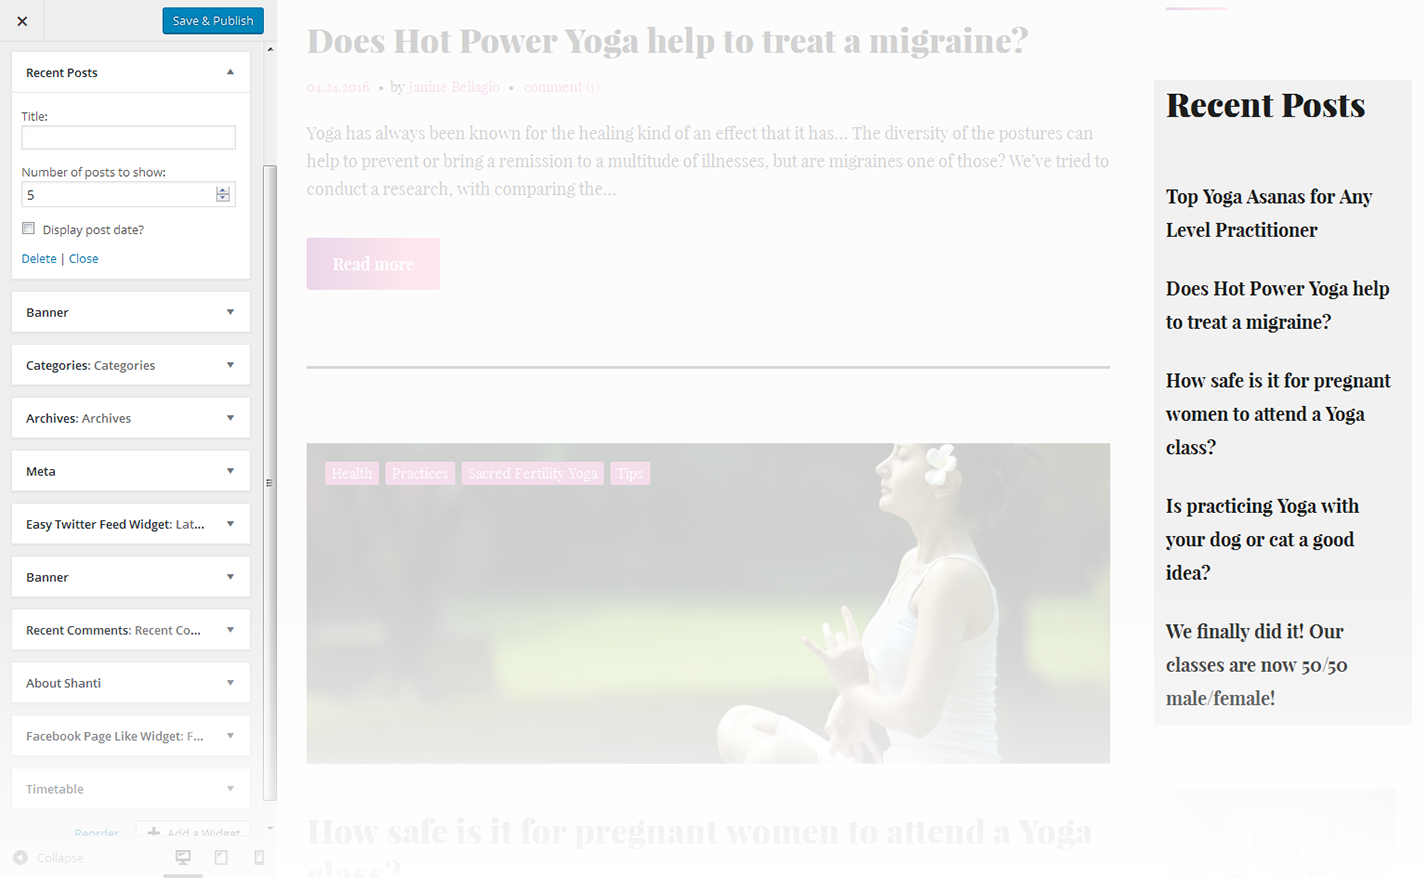 Save & Publish
Recent Posts
Title:
Number of posts to show:
5
Display post date?
Delete | Close
Banner
Categories: Categories
Archives: Archives
Meta
Easy Twitter Feed Widget: Lat...
Banner
Recent Comments: Recent Co...
About Shanti
Facebook Page Like Widget: F...
Timetable
Reorder
Add a Widget
Collapse
Does Hot Power Yoga help to treat a migraine?
04.24.2016 • by Janine Bellagio • comment (1)
Yoga has always been known for the healing kind of an effect that it has... The diversity of the postures can
help to prevent or bring a remission to a multitude of illnesses, but are migraines one of those? We've tried to
conduct a research, with comparing the...
Read more
Health Practices Sacred Fertility Yoga Tips
How safe is it for pregnant women to attend a Yoga
class?
Recent Posts
Top Yoga Asanas for Any
Level Practitioner
Does Hot Power Yoga help
to treat a migraine?
How safe is it for pregnant
women to attend a Yoga
class?
Is practicing Yoga with
your dog or cat a good
idea?
We finally did it! Our
classes are now 50/50
male/female!